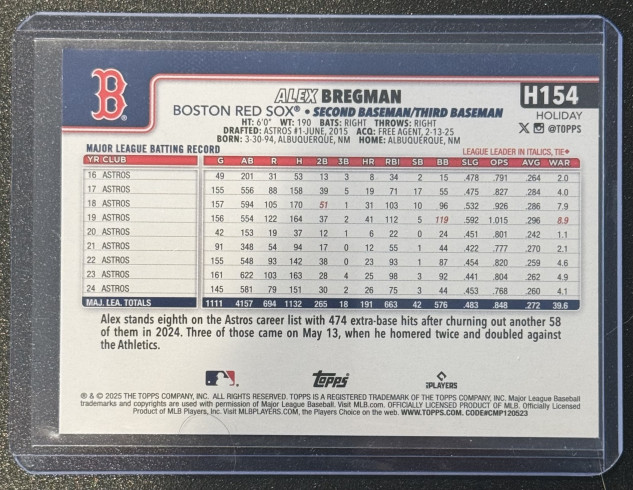 B
ALEX BREGMAN
H154
BOSTON RED SOX® • SECOND BASEMAN/THIRD BASEMAN
HOLIDAY
HT: 6'0" WT: 190 BATS: RIGHT THROWS: RIGHT
X @TOPPS
DRAFTED: ASTROS #1-JUNE, 2015 ACQ: FREE AGENT, 2-13-25
BORN: 3-30-94, ALBUQUERQUE, NM HOME: ALBUQUERQUE, NM
MAJOR LEAGUE BATTING RECORD
LEAGUE LEADER IN ITALICS, TIE♦
YR CLUB G AB R H 2B 3B HR RBI SB BB SLG OPS AVG WAR
16 ASTROS 49 201 31 53 13 3 8 34 2 15 .478 .791 .264 2.0
17 ASTROS 155 556 88 158 39 5 19 71 17 55 .475 .827 .284 4.0
18 ASTROS 157 594 105 170 51 1 31 103 10 96 .532 .926 .286 7.9
19 ASTROS 156 554 122 164 37 2 41 112 5 119 .592 1.015 .296 8.9
20 ASTROS 42 153 19 37 12 1 6 22 0 24 .451 .801 .242 1.1
21 ASTROS 91 348 54 94 17 0 12 55 1 44 .422 .777 .270 2.1
22 ASTROS 155 548 93 142 38 0 23 93 1 87 .454 .820 .259 4.6
23 ASTROS 161 622 103 163 28 4 25 98 3 92 .441 .804 .262 4.9
24 ASTROS 145 581 79 151 30 2 26 75 3 44 .453 .768 .260 4.1
MAJ. LEA. TOTALS 1111 4157 694 1132 265 18 191 663 42 576 .483 .848 .272 39.6
Alex stands eighth on the Astros career list with 474 extra-base hits after churning out another 58
of them in 2024. Three of those came on May 13, when he homered twice and doubled against
the Athletics.
Topps
PLAYERS
® & © 2025 THE TOPPS COMPANY, INC. ALL RIGHTS RESERVED. TOPPS IS A REGISTERED TRADEMARK OF THE TOPPS COMPANY, INC. Major League Baseball
trademarks and copyrights are used with permission of Major League Baseball. Visit MLB.com. OFFICIALLY LICENSED PRODUCT OF MLB. Officially Licensed
Product of MLB Players, Inc. Visit MLBPLAYERS.COM, the Players Choice on the web. WWW.TOPPS.COM. CODE#CMP120523